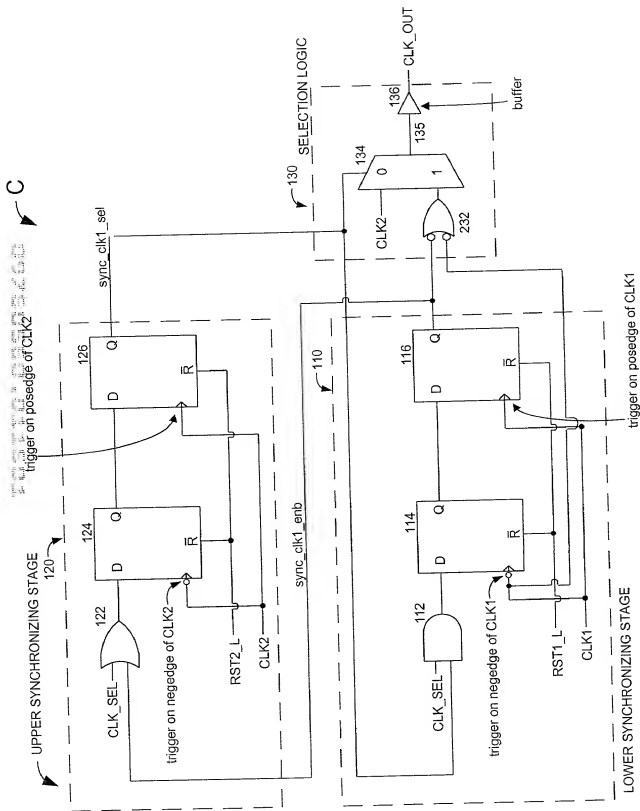 C
UPPER SYNCHRONIZING STAGE
120
trigger on posedge of CLK2
CLK_SEL
122
124
D
Q
R
trigger on negedge of CLK2
RST2_L
CLK2
126
D
Q
R
sync_clk1_sel
sync_clk1_enb
130
SELECTION LOGIC
CLK2
134
0
1
135
136
CLK_OUT
buffer
232
110
CLK_SEL
112
114
D
Q
R
trigger on negedge of CLK1
RST1_L
CLK1
116
D
Q
R
trigger on posedge of CLK1
LOWER SYNCHRONIZING STAGE